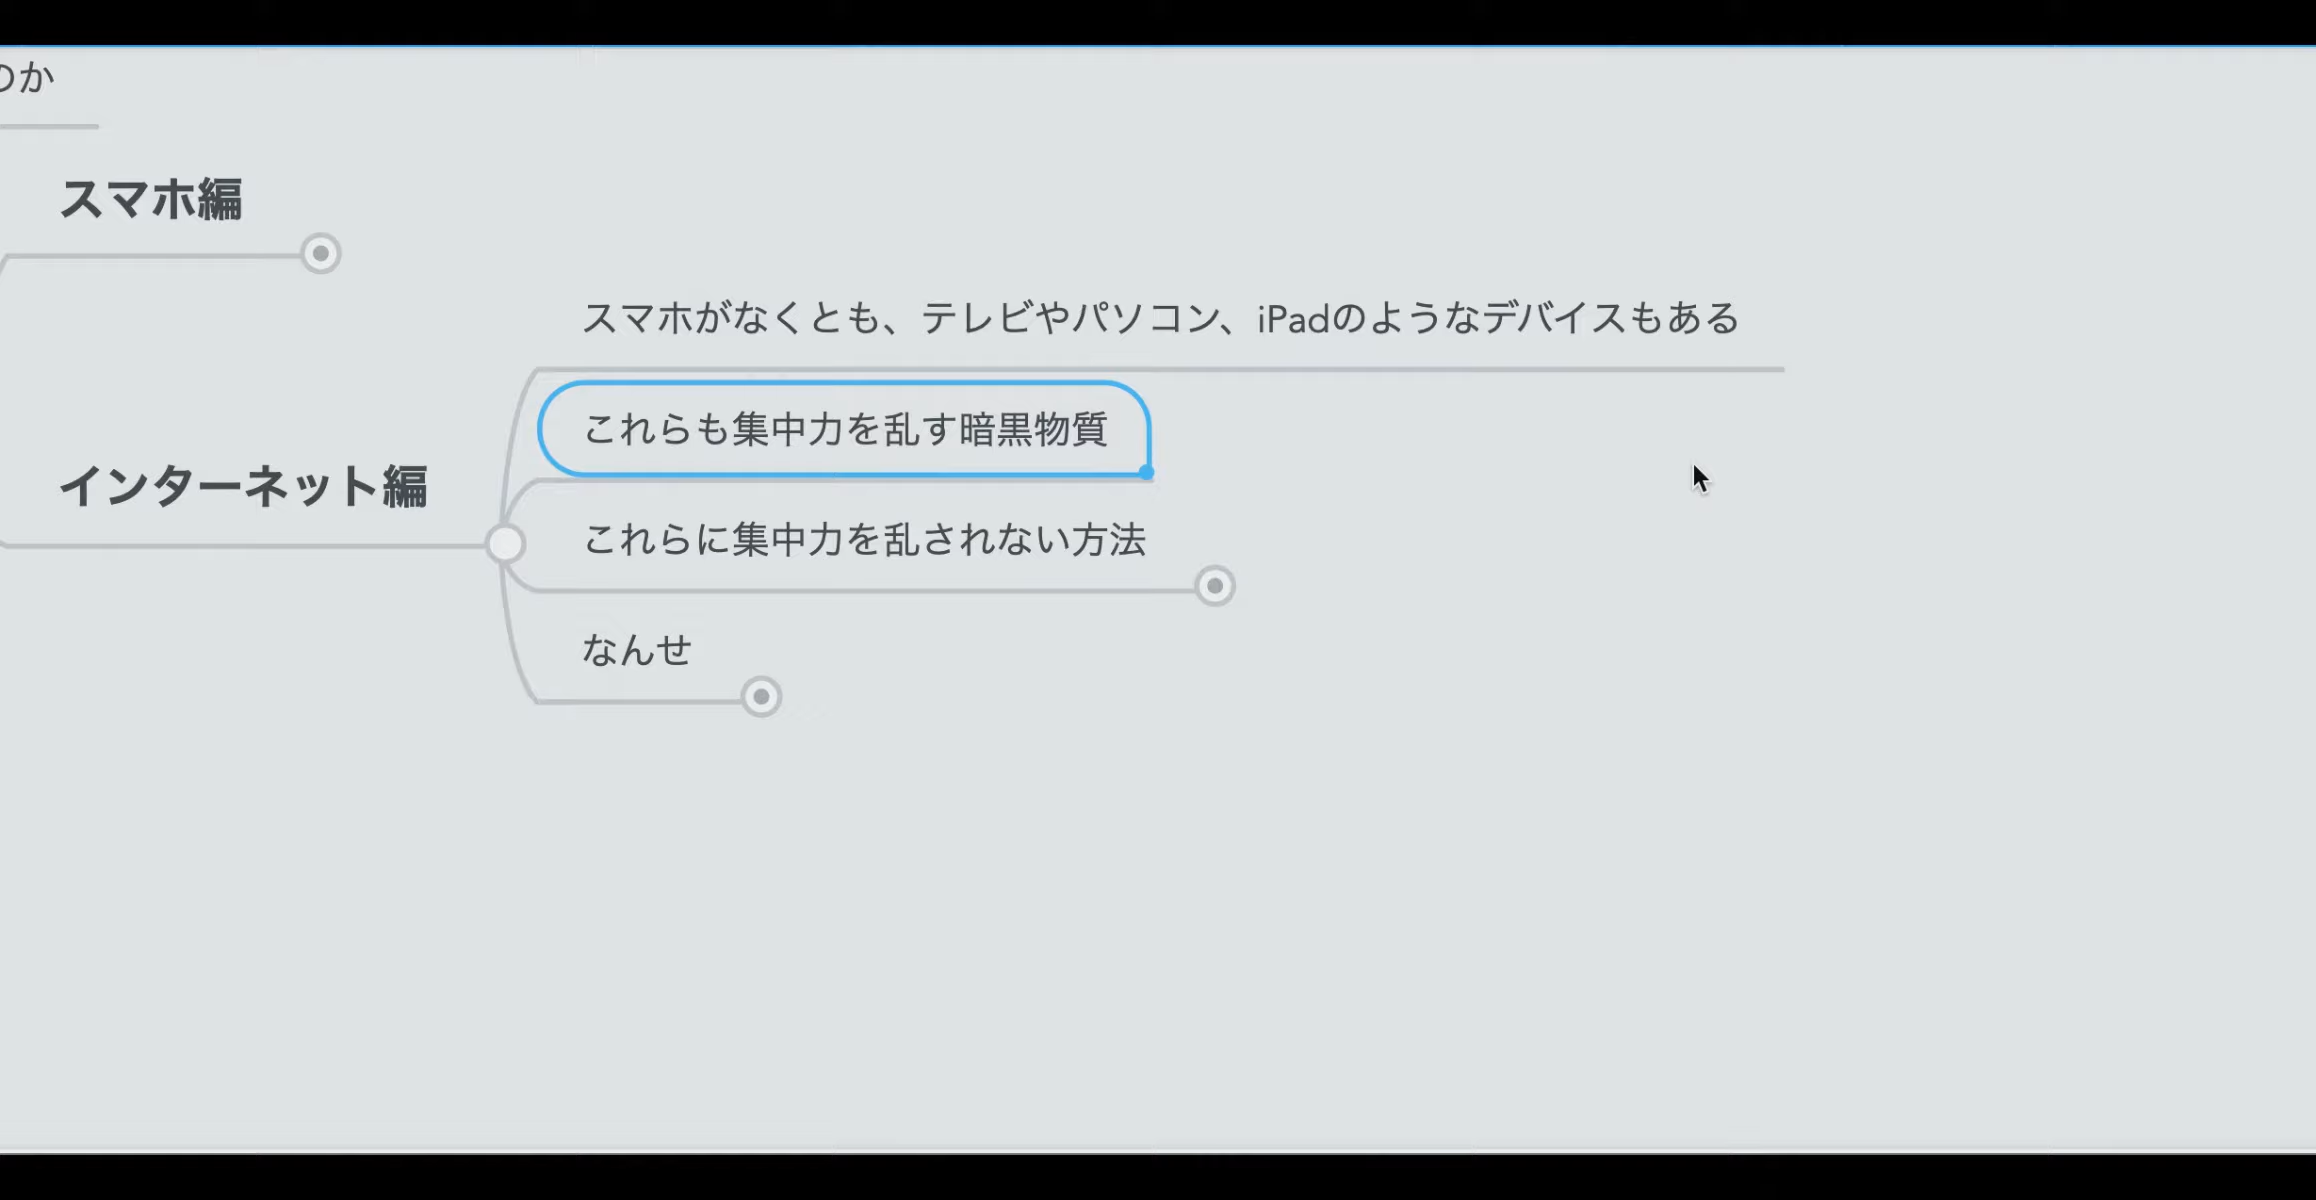 のか
スマホ編
スマホがなくとも、テレビやパソコン、iPadのようなデバイスもある
これらも集中力を乱す暗黒物質
インターネット編
これらに集中力を乱されない方法
なんせ